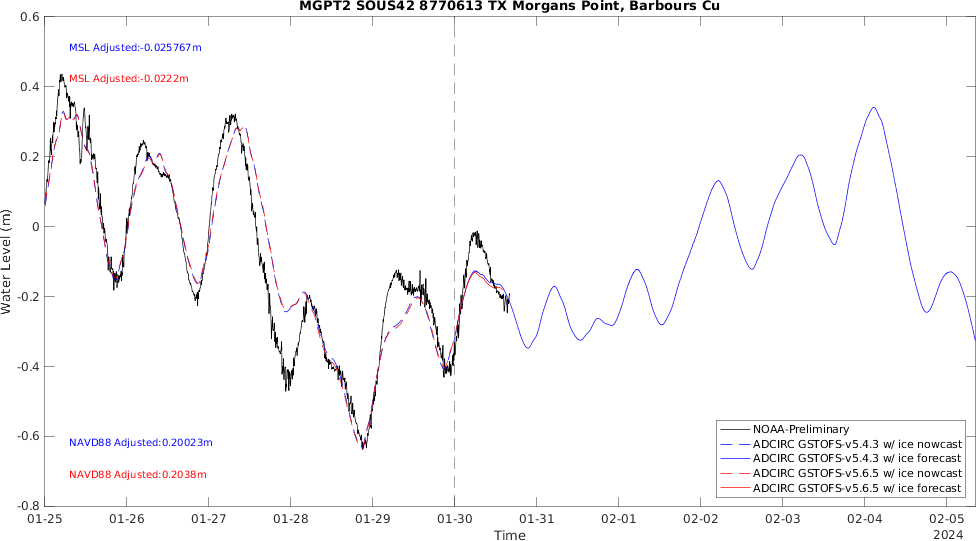 MGPT2 SOUS42 8770613 TX Morgans Point, Barbours Cu
0.6
0.4
0.2
0
-0.2
-0.4
-0.6
-0.8
Water Level (m)
MSL Adjusted:-0.025767m
MSL Adjusted:-0.0222m
NAVD88 Adjusted:0.20023m
NAVD88 Adjusted:0.2038m
NOAA-Preliminary
ADCIRC GSTOFS-v5.4.3 w/ ice nowcast
ADCIRC GSTOFS-v5.4.3 w/ ice forecast
ADCIRC GSTOFS-v5.6.5 w/ ice nowcast
ADCIRC GSTOFS-v5.6.5 w/ ice forecast
01-25 01-26 01-27 01-28 01-29 01-30 01-31 02-01 02-02 02-03 02-04 02-05
Time
2024